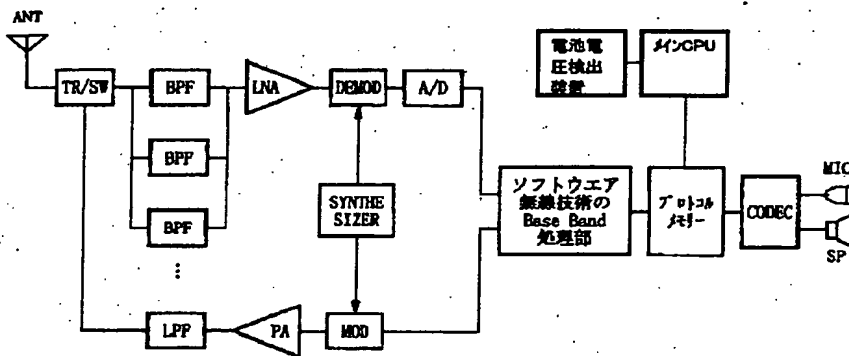 ANT
TR/SW
BPF
LNA
DEMOD
A/D
電池電
圧検出
装置
メインCPU
BPF
BPF
SYNTHE
SIZER
ソフトウエア
無線技術の
Base Band
処理部
プロトコル
メモリー
CODEC
MIC
SP
⋮
LPF
PA
MOD